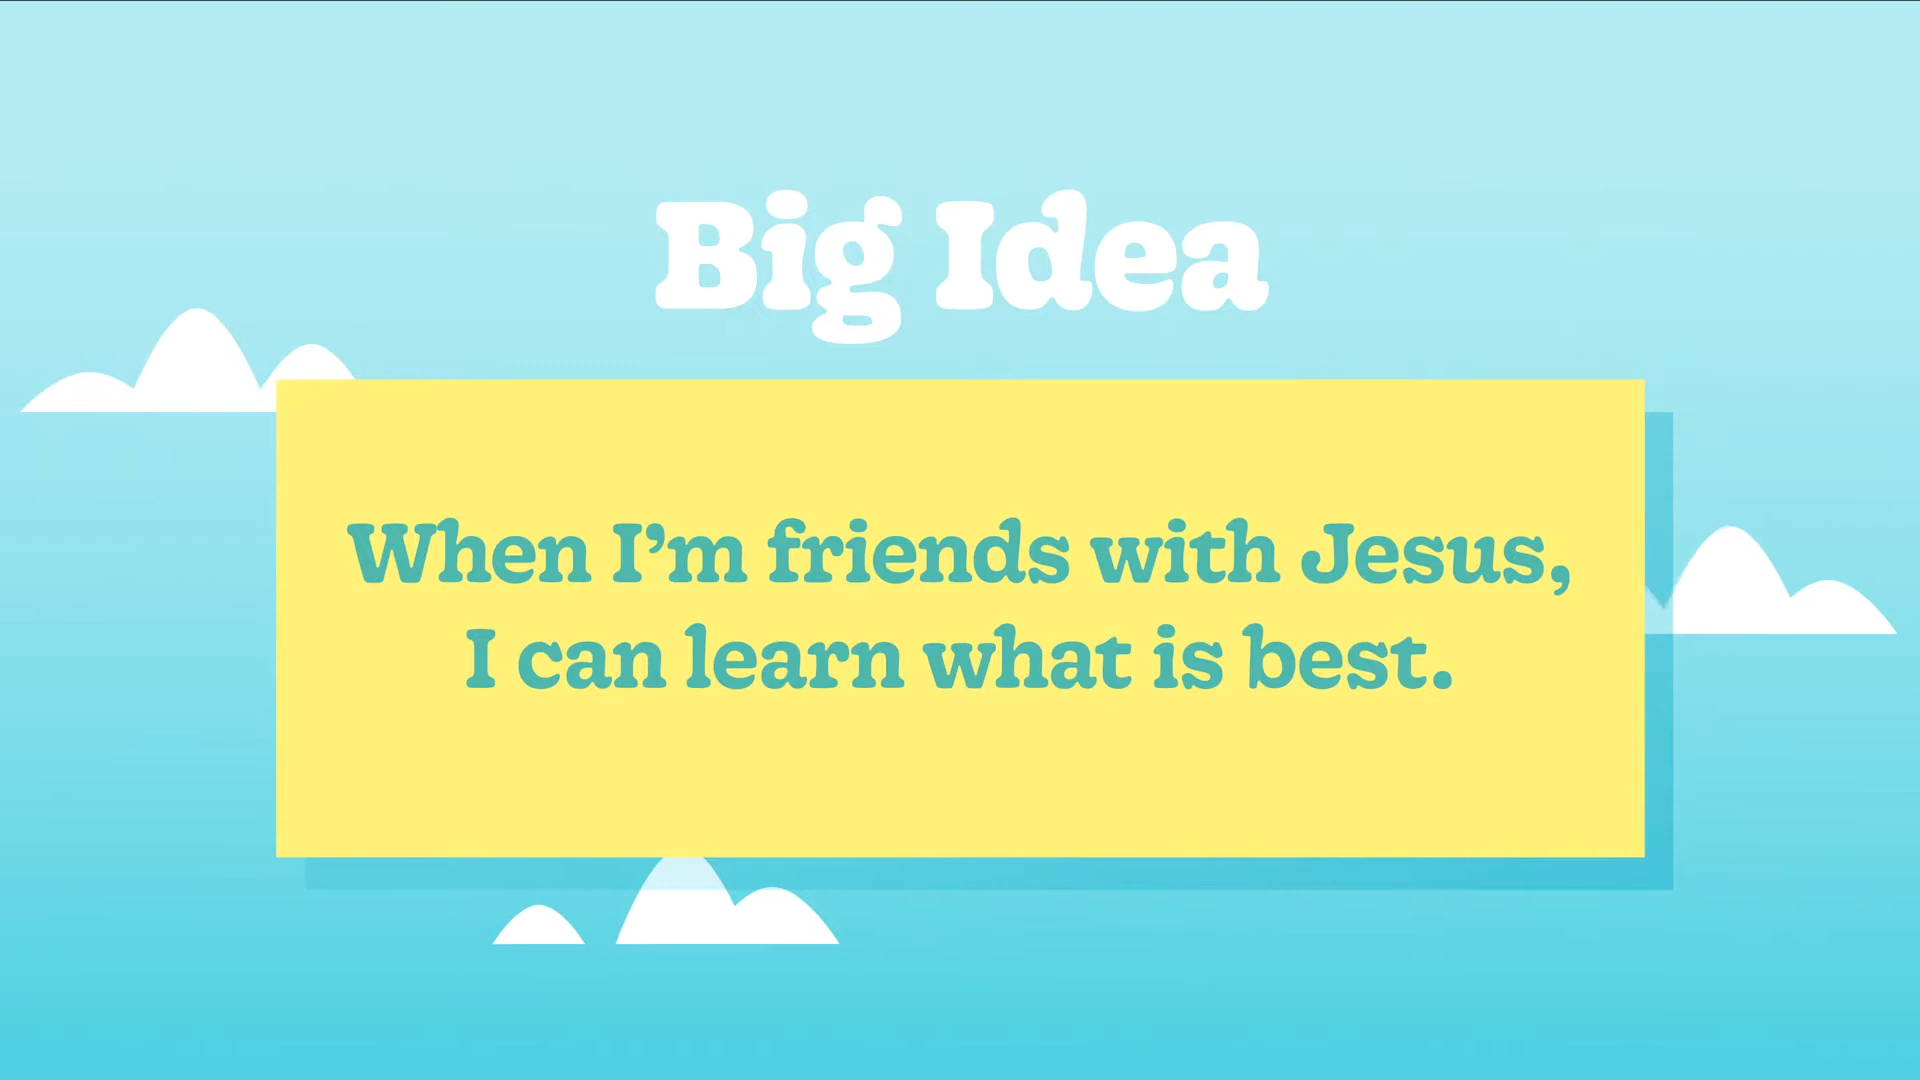 Big Idea
When I’m friends with Jesus,
I can learn what is best.